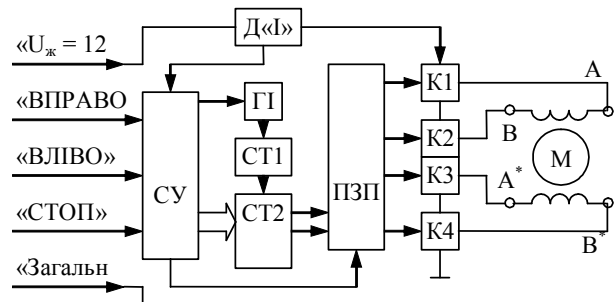 Д«I»
«Uж = 12
«ВПРАВО
«ВЛІВО»
«СТОП»
«Загальн
СУ
ГІ
СТ1
СТ2
ПЗП
К1
К2
К3
К4
A
B
M
A*
B*